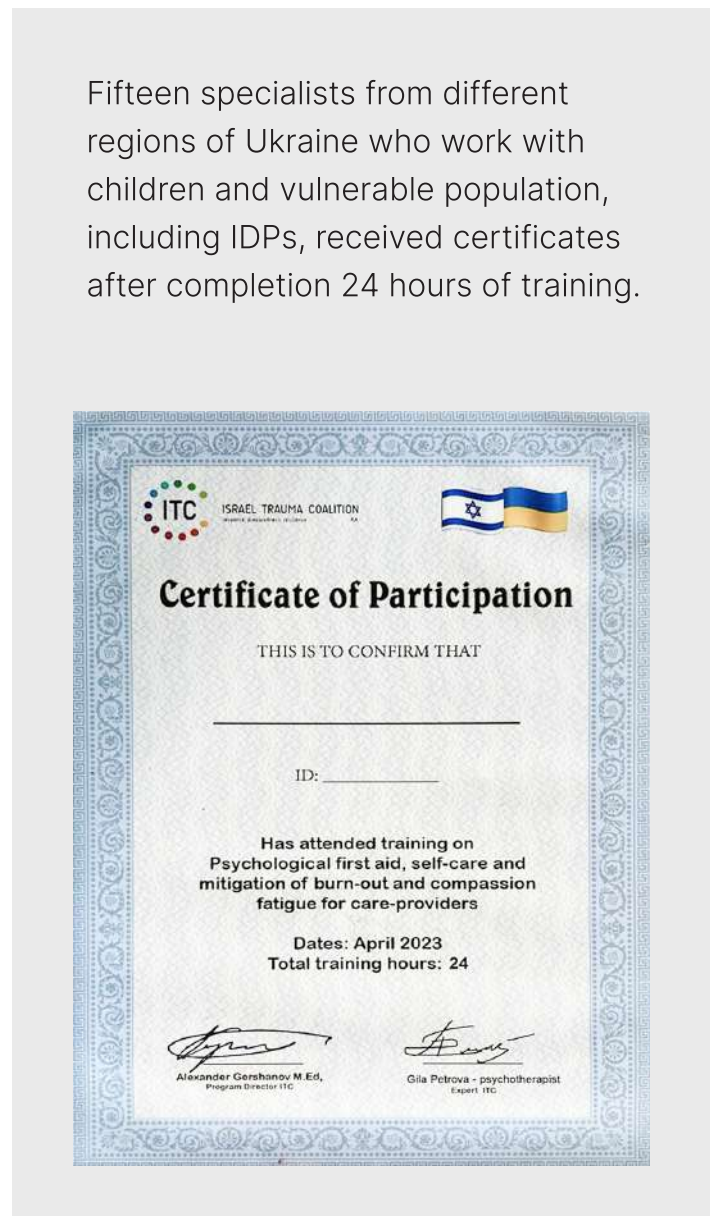 Fifteen specialists from different
regions of Ukraine who work with
children and vulnerable population,
including IDPs, received certificates
after completion 24 hours of training.
ITC
ISRAEL TRAUMA COALITION
Certificate of Participation
THIS IS TO CONFIRM THAT
ID:
Has attended training on
Psychological first aid, self-care and
mitigation of burn-out and compassion
fatigue for care-providers
Dates: April 2023
Total training hours: 24
Alexander Gershanov M.Ed,
Program Director ITC
Gila Petrova - psychotherapist
Expert ITC